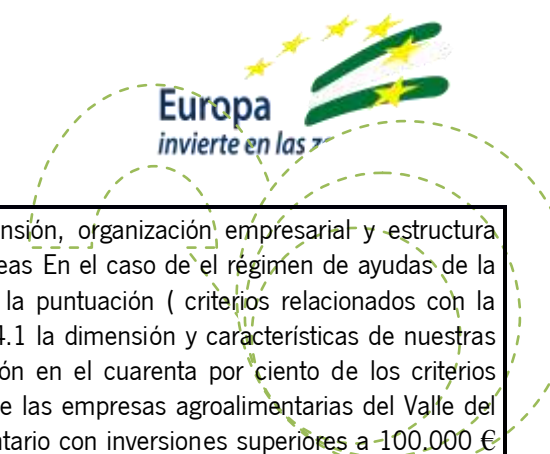 Europa
invierte en las
nsión, organización empresarial y estructura
eas En el caso de el régimen de ayudas de la
la puntuación ( criterios relacionados con la
4.1 la dimensión y características de nuestras
ón en el cuarenta por ciento de los criterios
e las empresas agroalimentarias del Valle del
ntario con inversiones superiores a 100.000 €